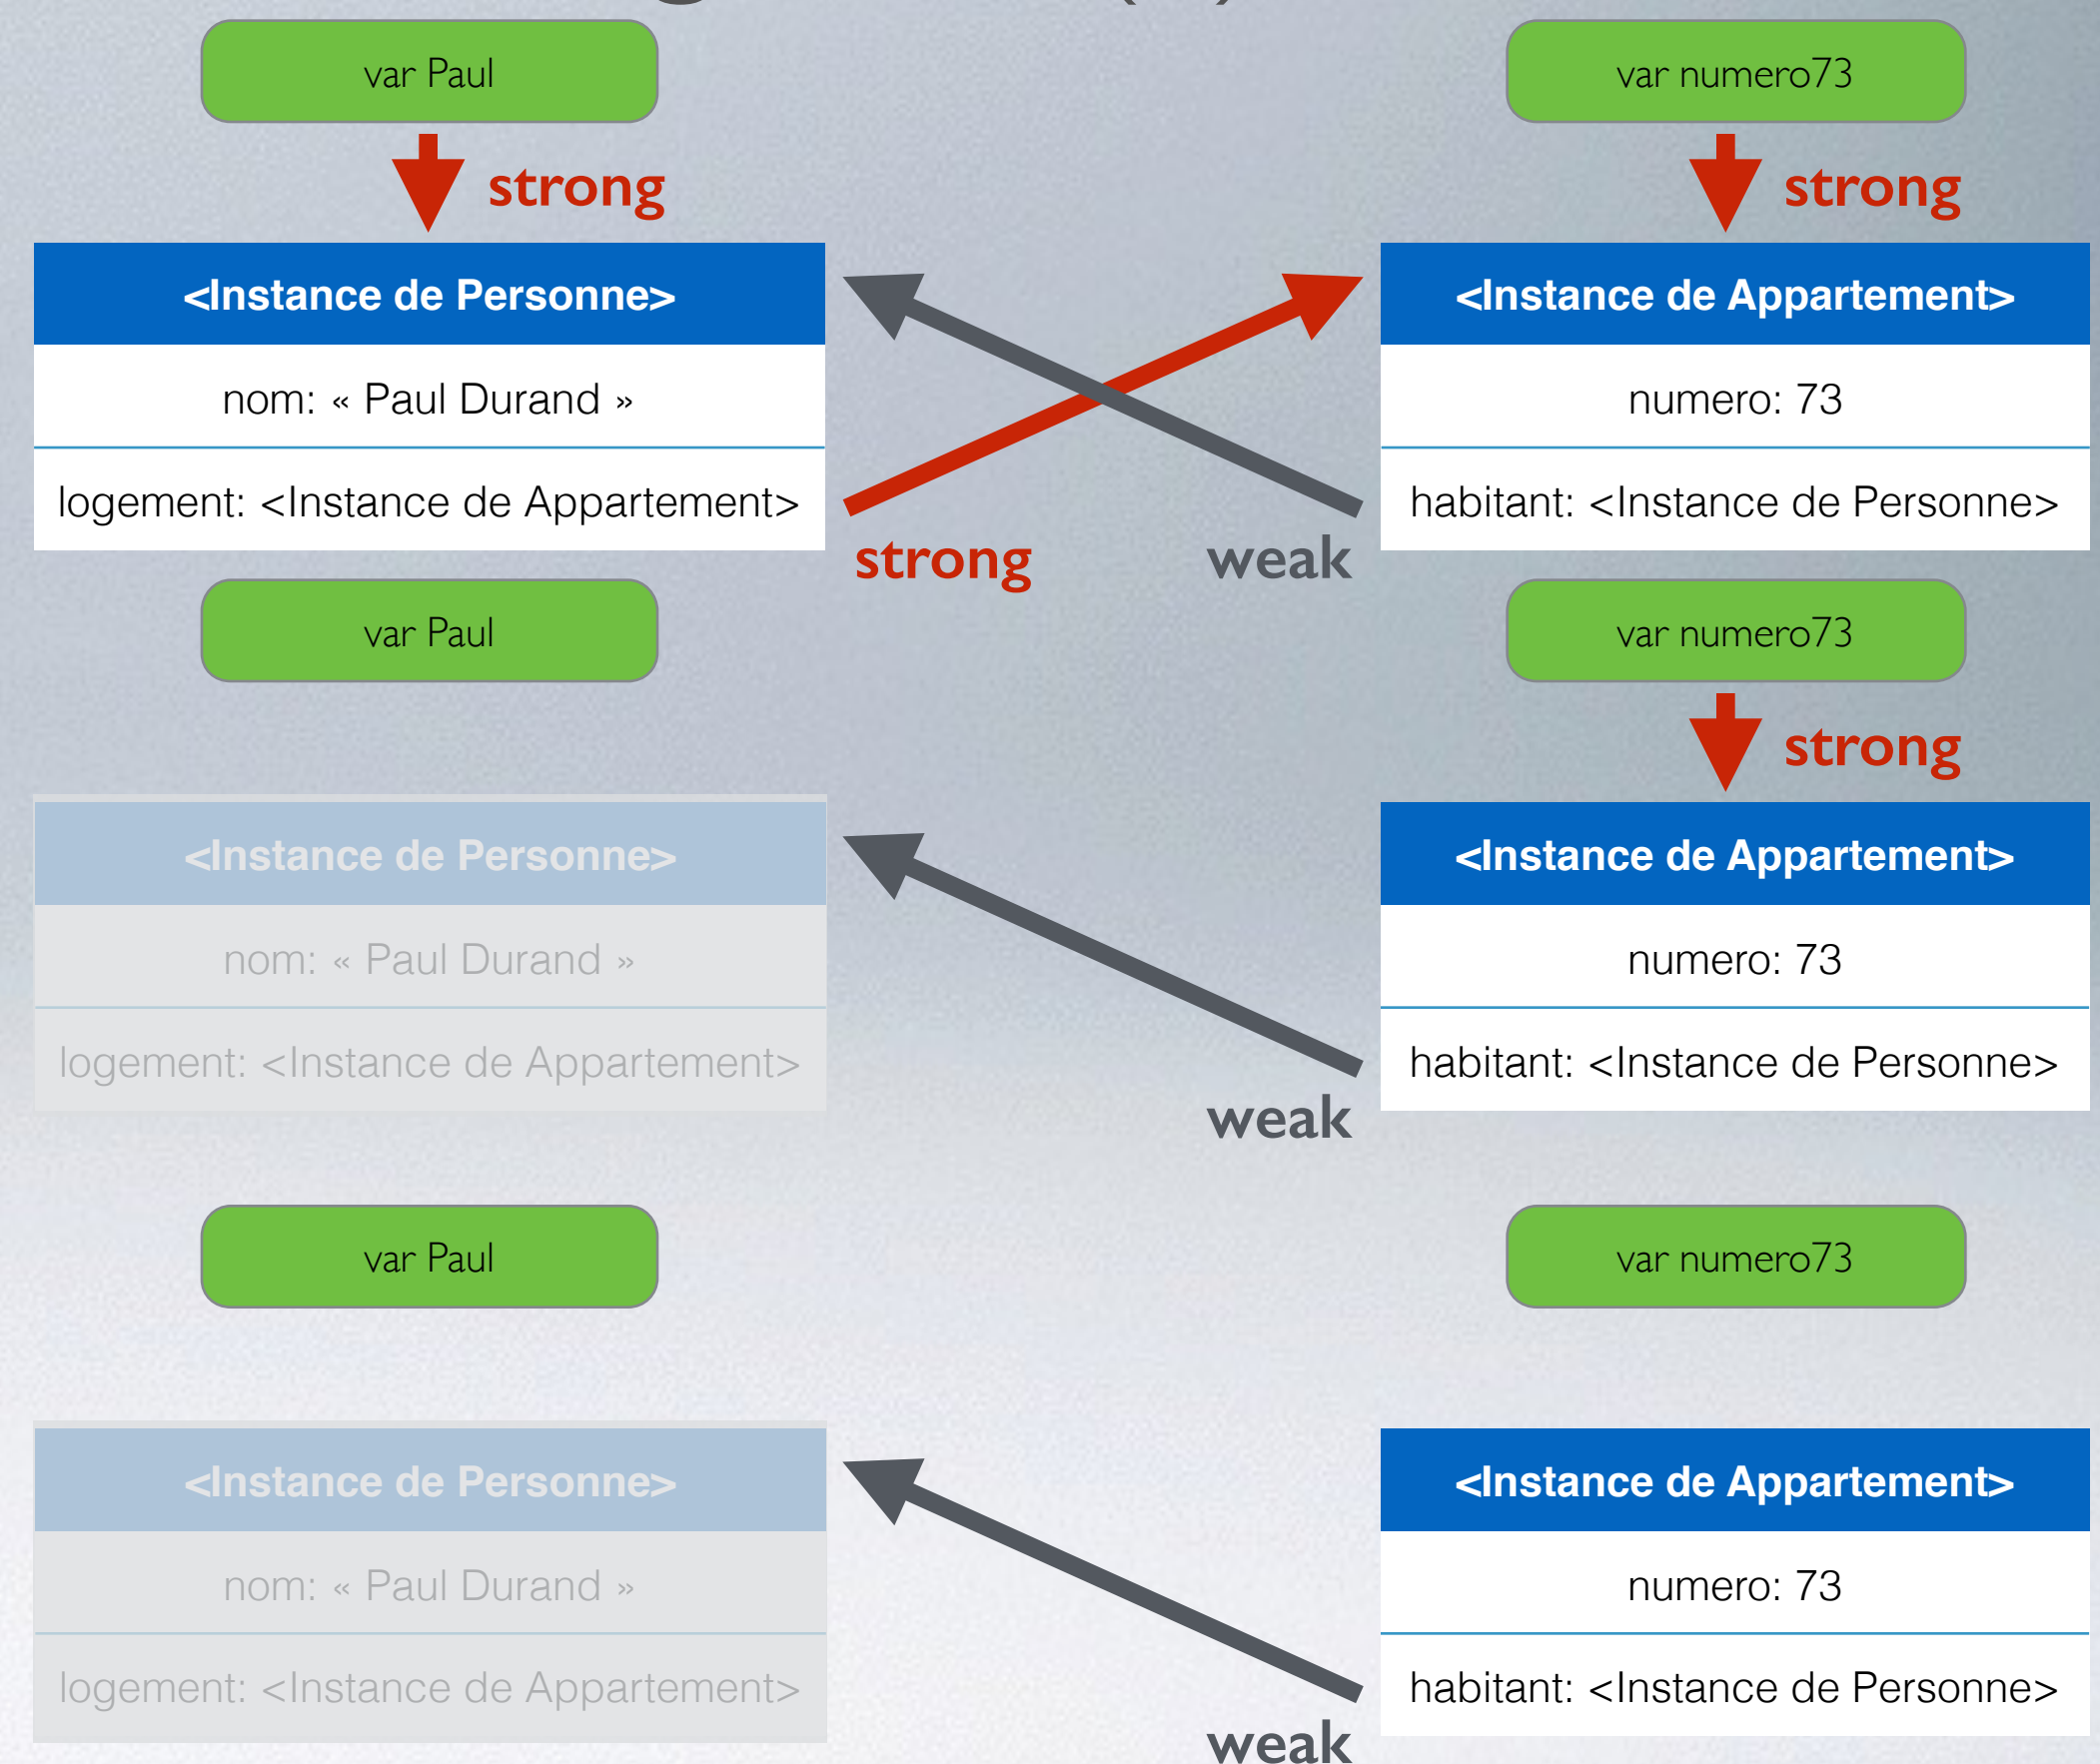 var Paul
var numero73
strong
strong
<Instance de Personne>
<Instance de Appartement>
nom: « Paul Durand »
numero: 73
logement: <Instance de Appartement>
habitant: <Instance de Personne>
strong
weak
var Paul
var numero73
strong
<Instance de Personne>
<Instance de Appartement>
nom: « Paul Durand »
numero: 73
logement: <Instance de Appartement>
habitant: <Instance de Personne>
weak
var Paul
var numero73
<Instance de Personne>
<Instance de Appartement>
nom: « Paul Durand »
numero: 73
logement: <Instance de Appartement>
habitant: <Instance de Personne>
weak